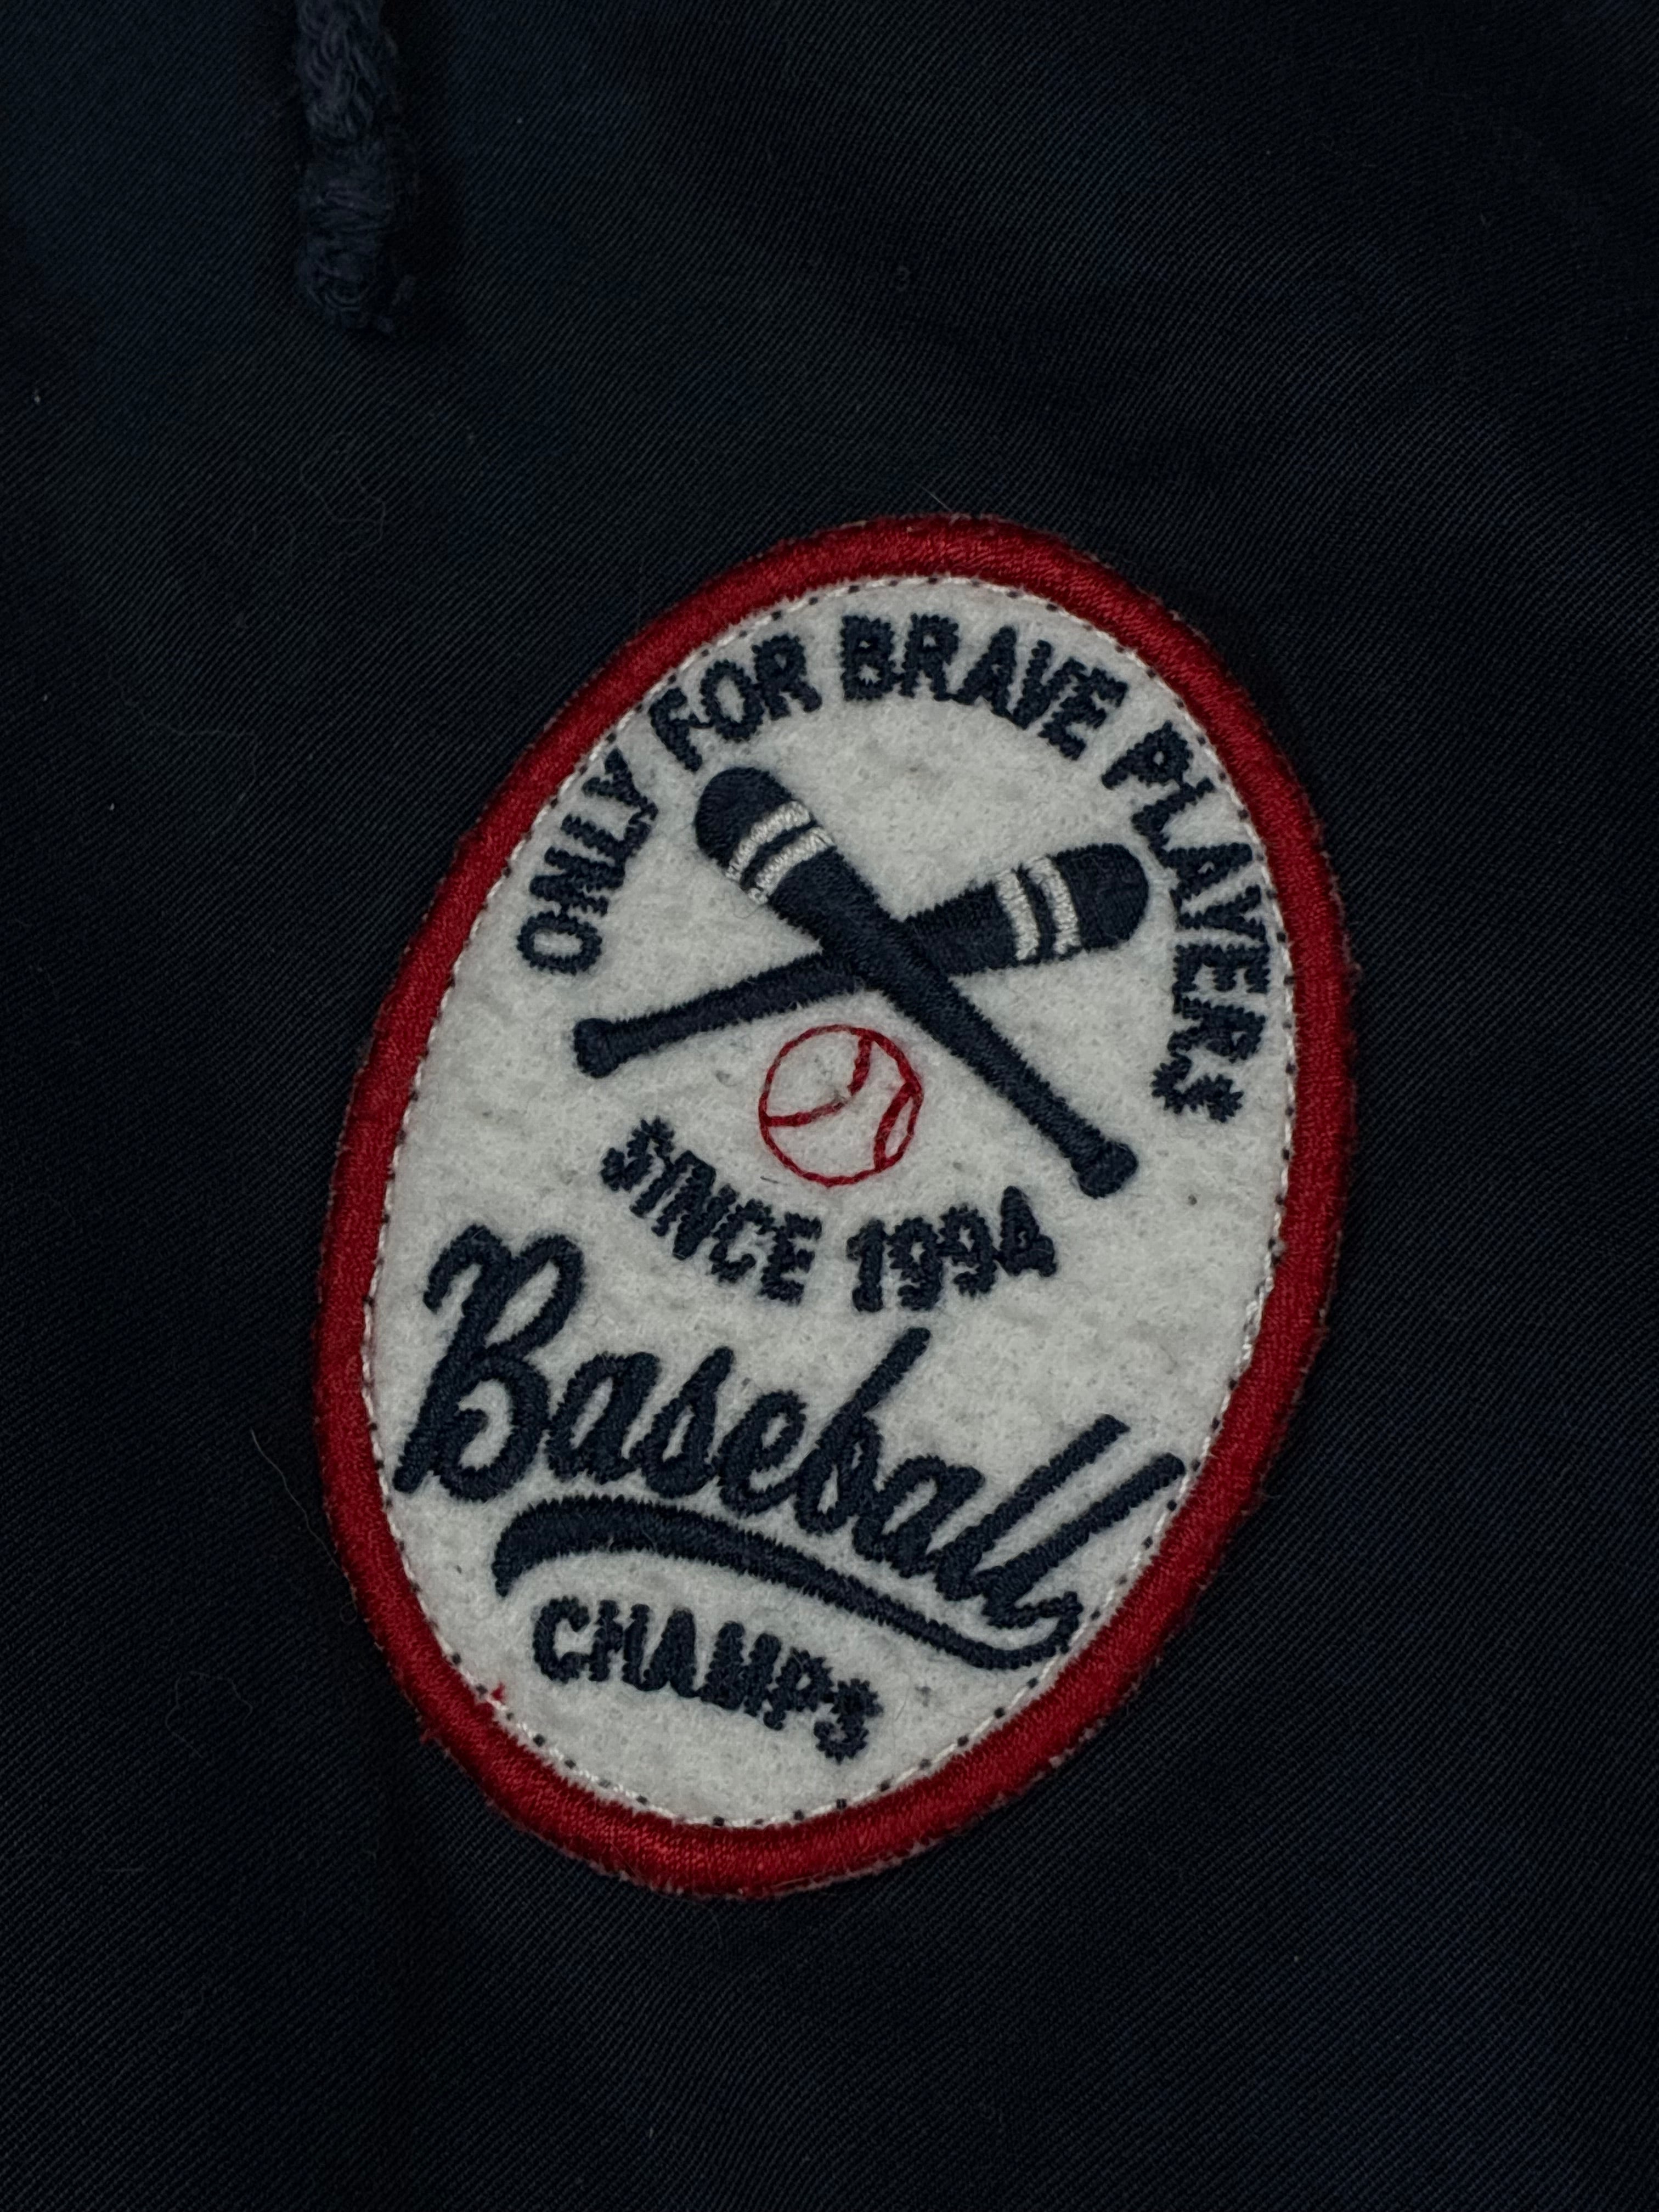 ONLY FOR BRAVE PLAYERS
SINCE 1994
Baseball
CHAMPS